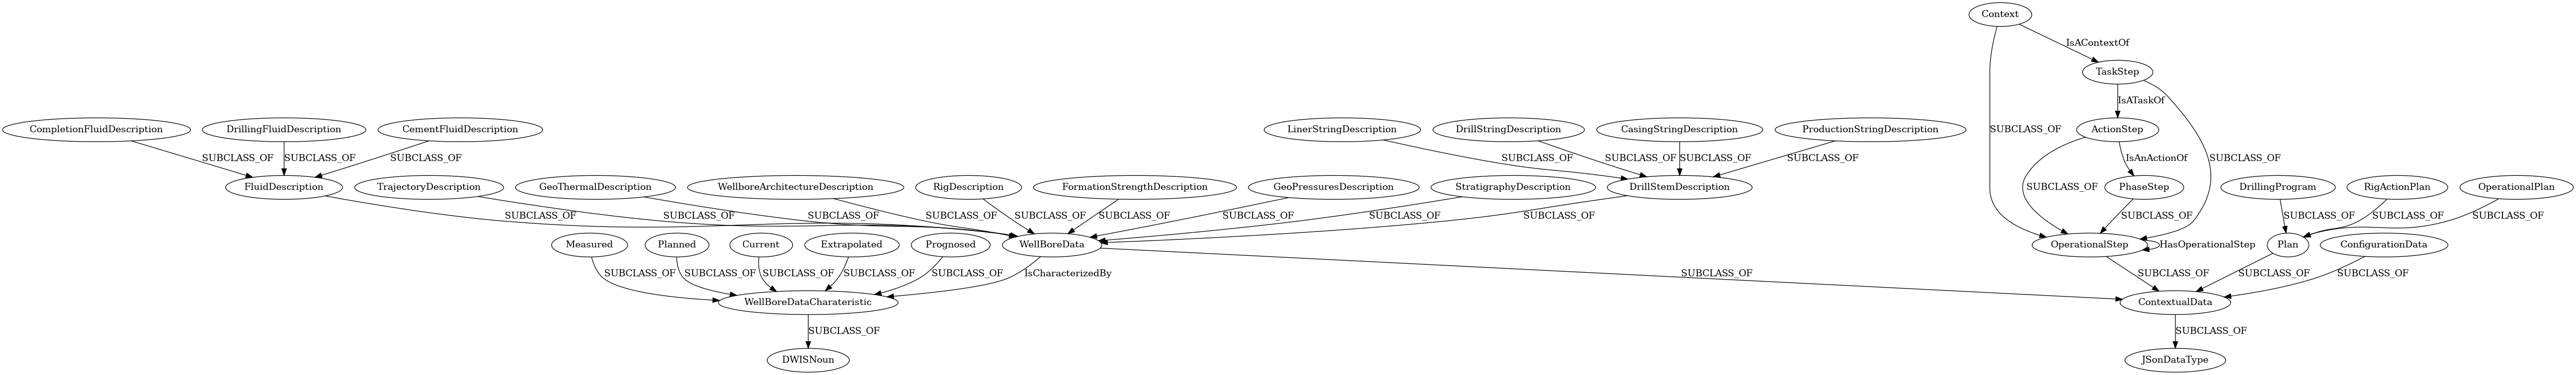 Context
IsAContextOf
TaskStep
IsATaskOf
CompletionFluidDescription
DrillingFluidDescription
CementFluidDescription
LinerStringDescription
DrillStringDescription
CasingStringDescription
ProductionStringDescription
SUBCLASS_OF
ActionStep
SUBCLASS_OF
SUBCLASS_OF
SUBCLASS_OF
SUBCLASS_OF
SUBCLASS_OF
SUBCLASS_OF
SUBCLASS_OF
IsAnActionOf
SUBCLASS_OF
FluidDescription
TrajectoryDescription
GeoThermalDescription
WellboreArchitectureDescription
RigDescription
FormationStrengthDescription
GeoPressuresDescription
StratigraphyDescription
DrillStemDescription
SUBCLASS_OF
PhaseStep
DrillingProgram
RigActionPlan
OperationalPlan
SUBCLASS_OF
SUBCLASS_OF
SUBCLASS_OF
SUBCLASS_OF
SUBCLASS_OF
SUBCLASS_OF
SUBCLASS_OF
SUBCLASS_OF
SUBCLASS_OF
SUBCLASS_OF
SUBCLASS_OF
SUBCLASS_OF
SUBCLASS_OF
Measured
Planned
Current
Extrapolated
Prognosed
WellBoreData
OperationalStep
HasOperationalStep
Plan
ConfigurationData
SUBCLASS_OF
SUBCLASS_OF
SUBCLASS_OF
SUBCLASS_OF
SUBCLASS_OF
IsCharacterizedBy
SUBCLASS_OF
SUBCLASS_OF
SUBCLASS_OF
SUBCLASS_OF
WellBoreDataCharateristic
ContextualData
SUBCLASS_OF
SUBCLASS_OF
DWISNoun
JSonDataType